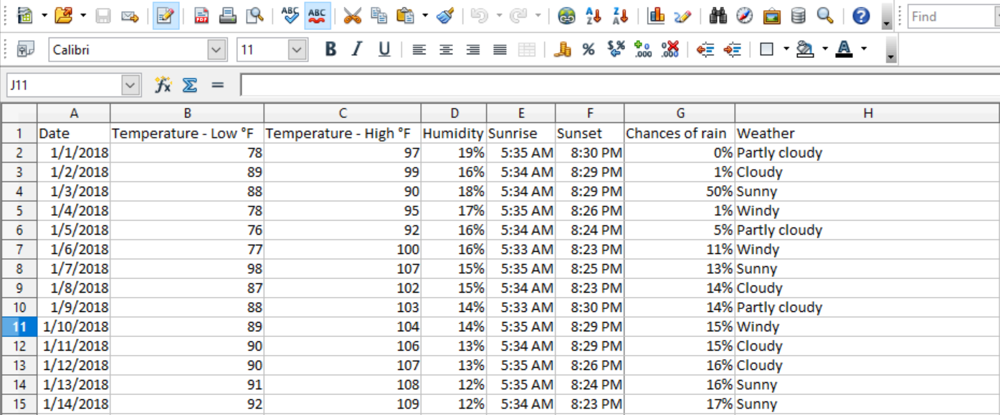 ABC ABC A Z Z A PDF Find
Calibri 11 B I U % $% .000 .000 A
J11 fx Σ =
A B C D E F G H
1 Date Temperature - Low °F Temperature - High °F Humidity Sunrise Sunset Chances of rain Weather
2 1/1/2018 78 97 19% 5:35 AM 8:30 PM 0% Partly cloudy
3 1/2/2018 89 99 16% 5:34 AM 8:29 PM 1% Cloudy
4 1/3/2018 88 90 18% 5:34 AM 8:29 PM 50% Sunny
5 1/4/2018 78 95 17% 5:35 AM 8:26 PM 1% Windy
6 1/5/2018 76 92 16% 5:34 AM 8:24 PM 5% Partly cloudy
7 1/6/2018 77 100 16% 5:33 AM 8:23 PM 11% Windy
8 1/7/2018 98 107 15% 5:35 AM 8:25 PM 13% Sunny
9 1/8/2018 87 102 15% 5:34 AM 8:23 PM 14% Cloudy
10 1/9/2018 88 103 14% 5:33 AM 8:30 PM 14% Partly cloudy
11 1/10/2018 89 104 14% 5:35 AM 8:29 PM 15% Windy
12 1/11/2018 90 106 13% 5:34 AM 8:29 PM 15% Cloudy
13 1/12/2018 90 107 13% 5:35 AM 8:26 PM 16% Cloudy
14 1/13/2018 91 108 12% 5:35 AM 8:24 PM 16% Sunny
15 1/14/2018 92 109 12% 5:34 AM 8:23 PM 17% Sunny